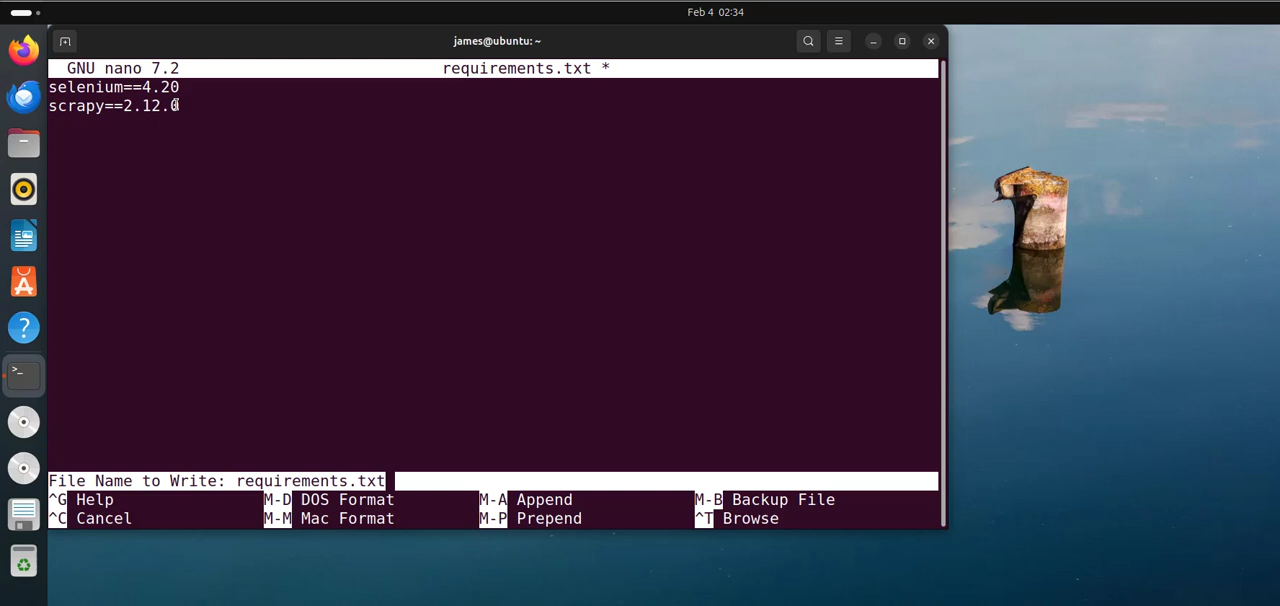 Feb 4 02:34
james@ubuntu: ~
GNU nano 7.2 requirements.txt *
selenium==4.20
scrapy==2.12.0
File Name to Write: requirements.txt
^G Help M-D DOS Format M-A Append M-B Backup File
^C Cancel M-M Mac Format M-P Prepend ^T Browse